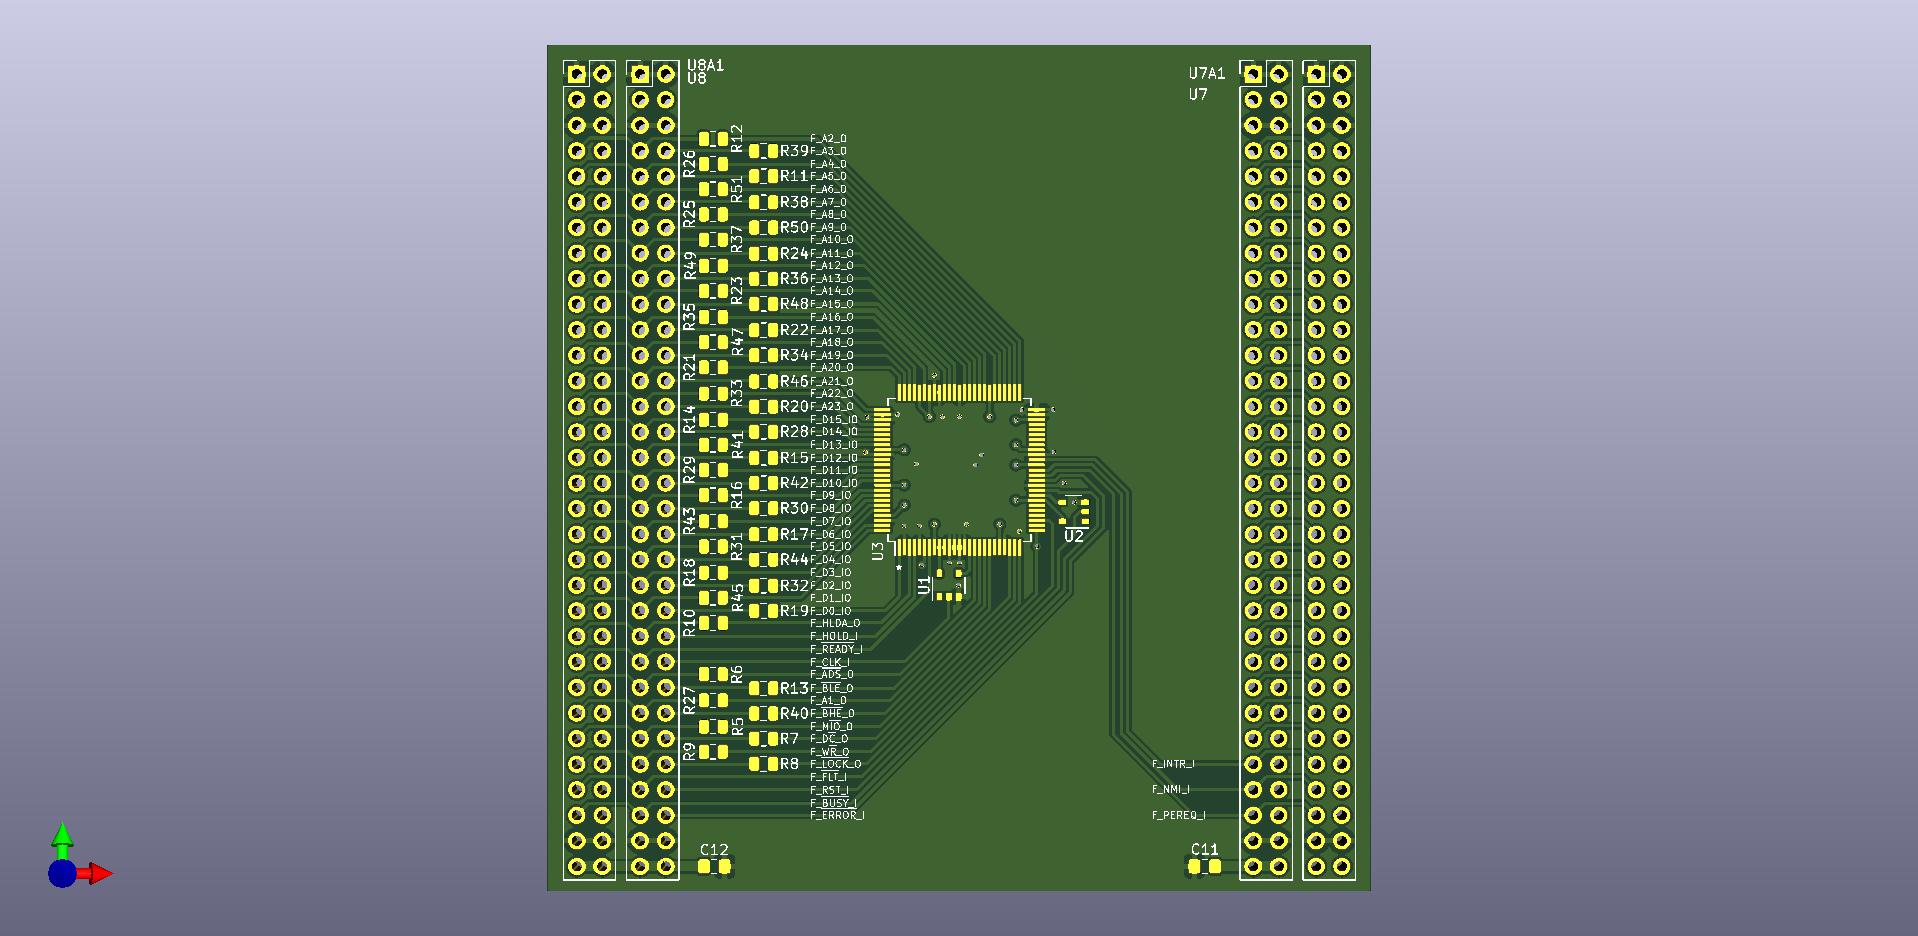 U8A1
U8
U7A1
U7
R12
F_A2_O
R39
F_A3_O
R26
F_A4_O
R11
F_A5_O
R51
F_A6_O
R38
F_A7_O
R25
F_A8_O
R50
F_A9_O
R37
F_A10_O
R24
F_A11_O
R49
F_A12_O
R36
F_A13_O
R23
F_A14_O
R48
F_A15_O
R35
F_A16_O
R22
F_A17_O
R47
F_A18_O
R34
F_A19_O
R21
F_A20_O
R46
F_A21_O
R33
F_A22_O
R20
F_A23_O
R14
F_D15_IO
R28
F_D14_IO
R41
F_D13_IO
R15
F_D12_IO
R29
F_D11_IO
R42
F_D10_IO
R16
F_D9_IO
R30
F_D8_IO
R43
F_D7_IO
R17
F_D6_IO
R31
F_D5_IO
R44
F_D4_IO
R18
F_D3_IO
R32
F_D2_IO
R45
F_D1_IO
R19
F_D0_IO
R10
F_HLDA_O
F_HOLD_I
F_READY_I
F_CLK_I
R6
F_ADS_O
R13
F_BLE_O
R27
F_A1_O
R40
F_BHE_O
R5
F_MIO_O
R7
F_DC_O
R9
F_WR_O
R8
F_LOCK_O
F_FLT_I
F_RST_I
F_BUSY_I
F_ERROR_I
U3
*
U1
U2
F_INTR_I
F_NMI_I
F_PEREQ_I
C12
C11